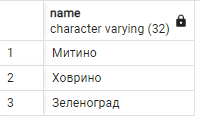 name
character varying (32)
1 Митино
2 Ховрино
3 Зеленоград